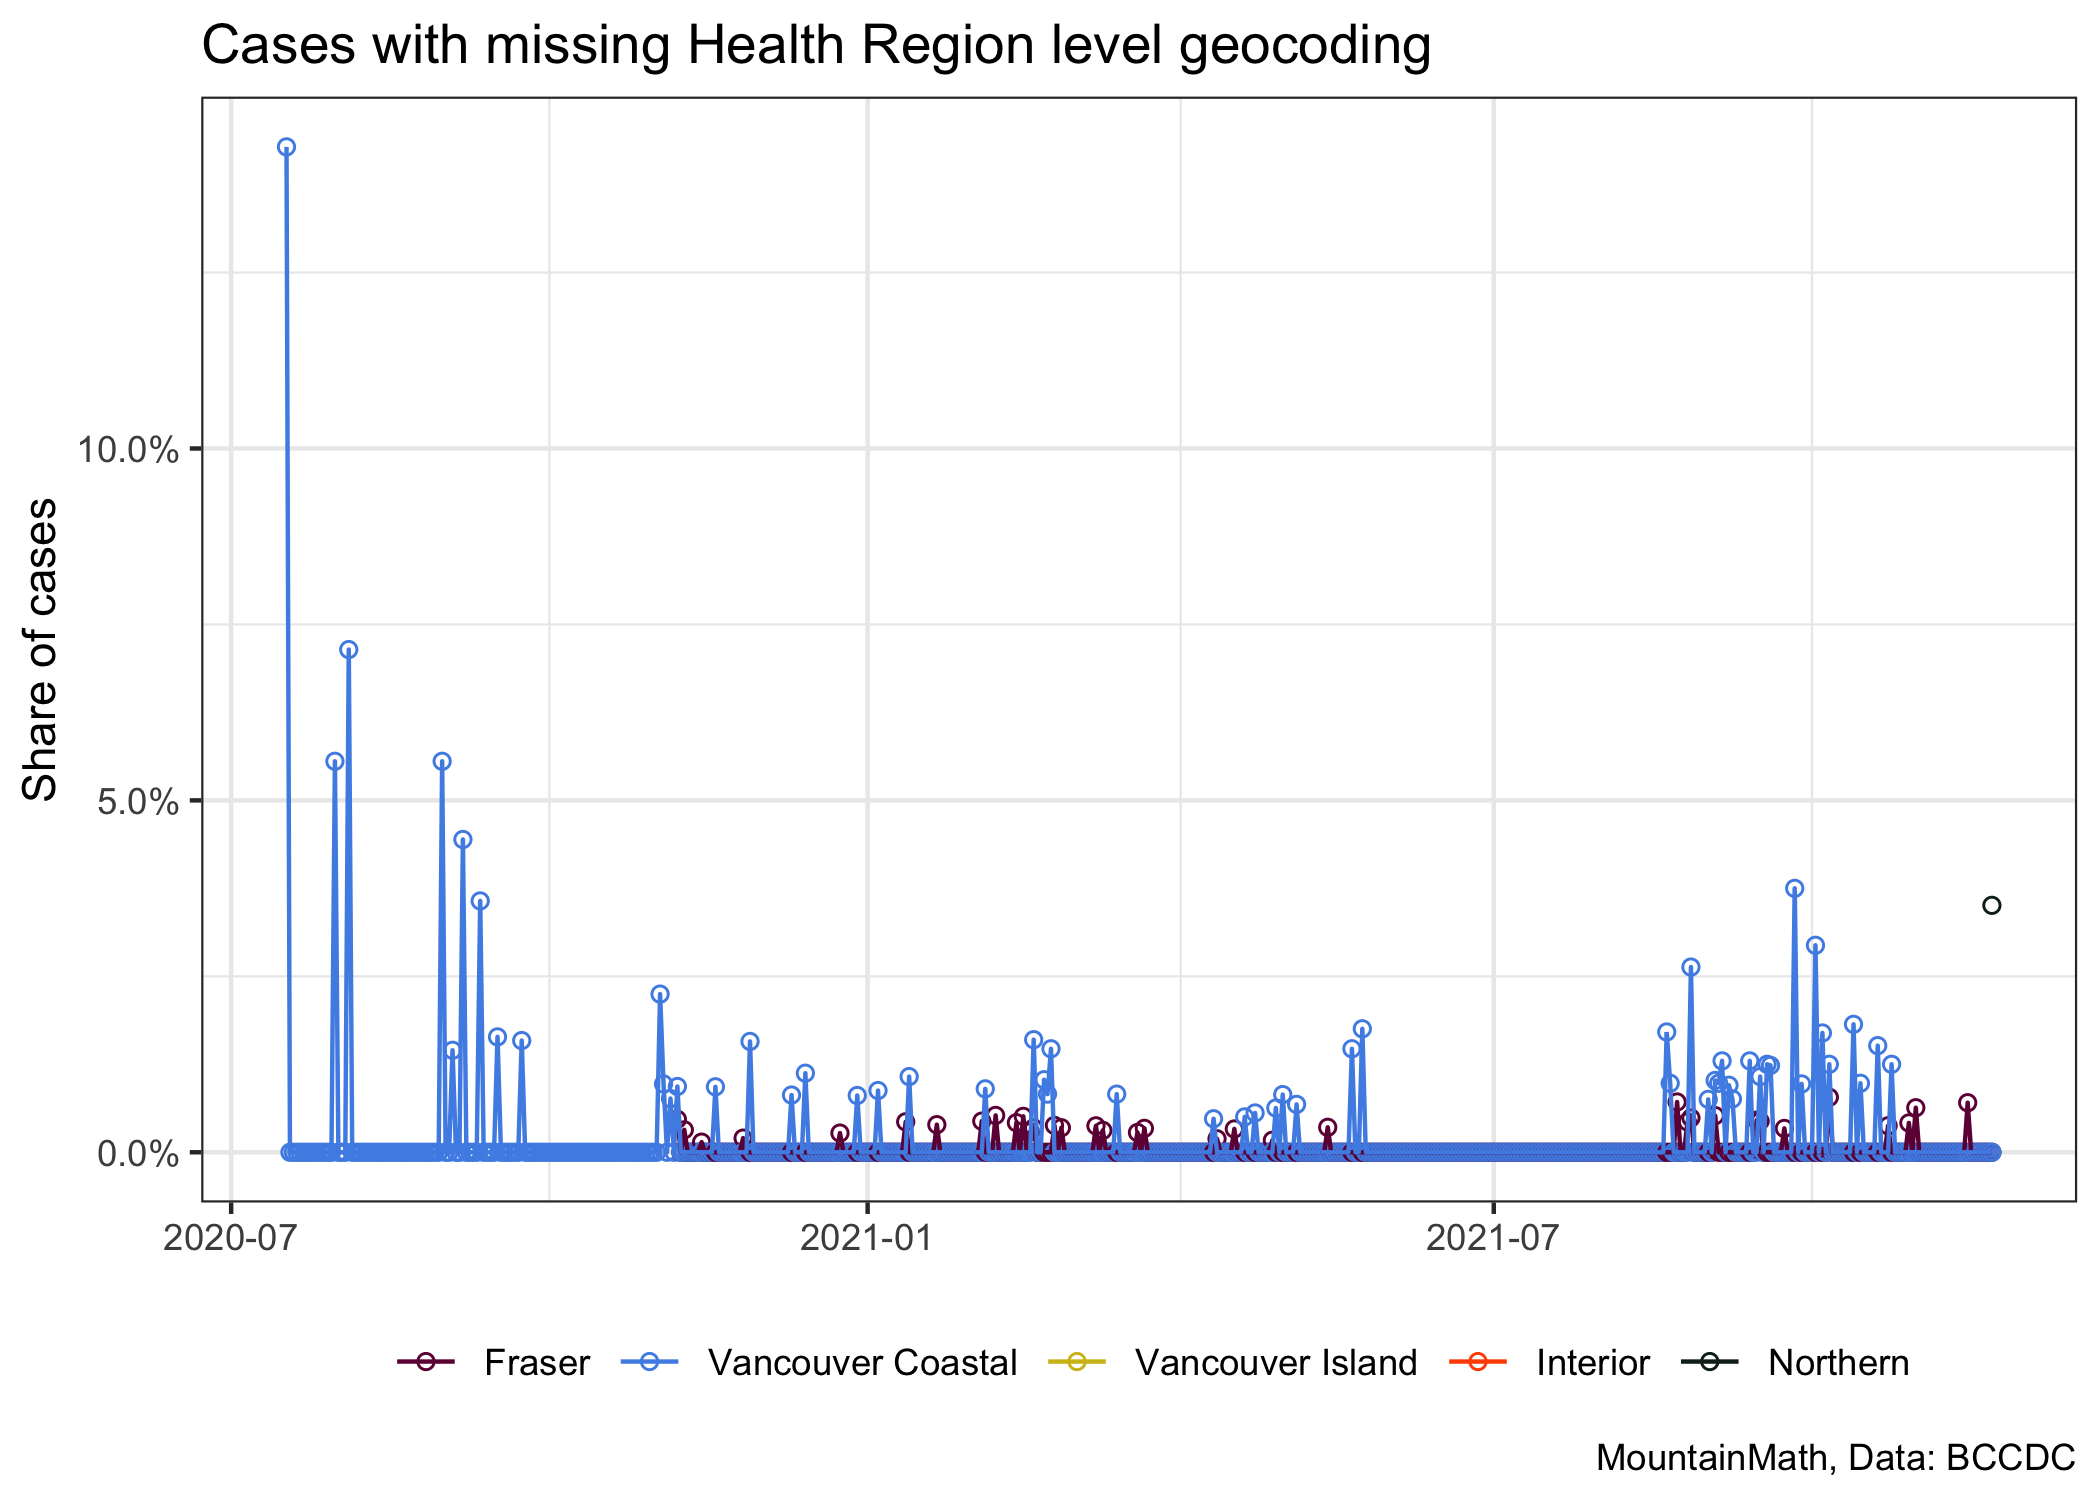 Cases with missing Health Region level geocoding
Share of cases
10.0%
5.0%
0.0%
2020-07 2021-01 2021-07
Fraser Vancouver Coastal Vancouver Island Interior Northern
MountainMath, Data: BCCDC